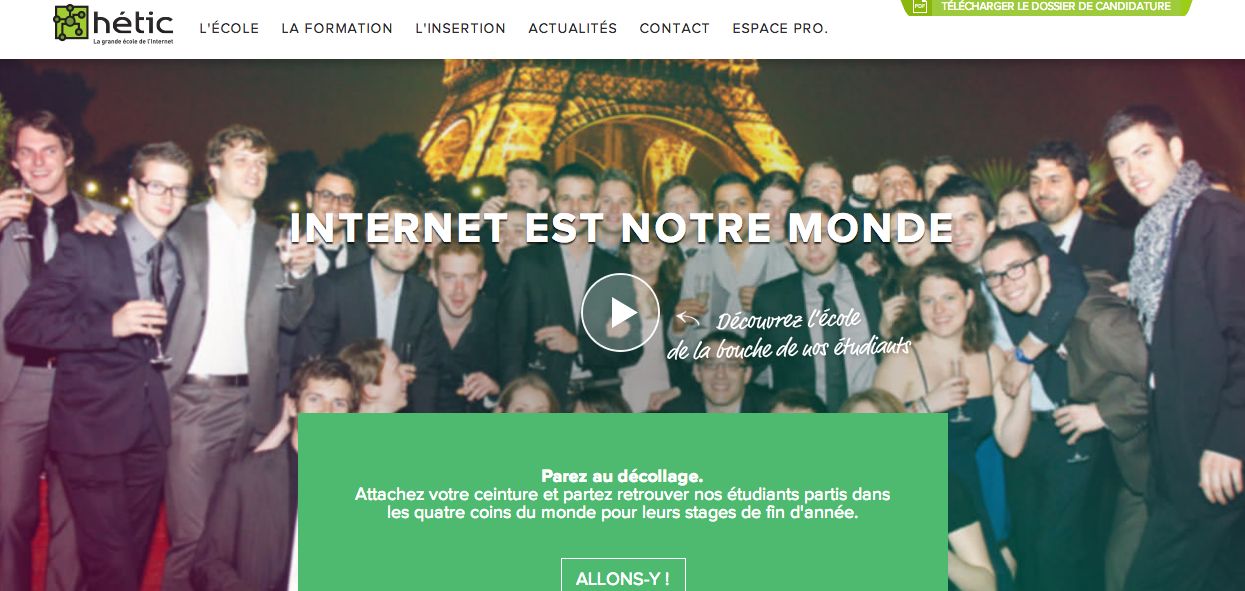 hétic
La grande école de l'Internet
L'ÉCOLE LA FORMATION L'INSERTION ACTUALITÉS CONTACT ESPACE PRO.
PDF TÉLÉCHARGER LE DOSSIER DE CANDIDATURE
INTERNET EST NOTRE MONDE
Découvrez l'école
de la bouche de nos étudiants
Parez au décollage.
Attachez votre ceinture et partez retrouver nos étudiants partis dans
les quatre coins du monde pour leurs stages de fin d'année.
ALLONS-Y !